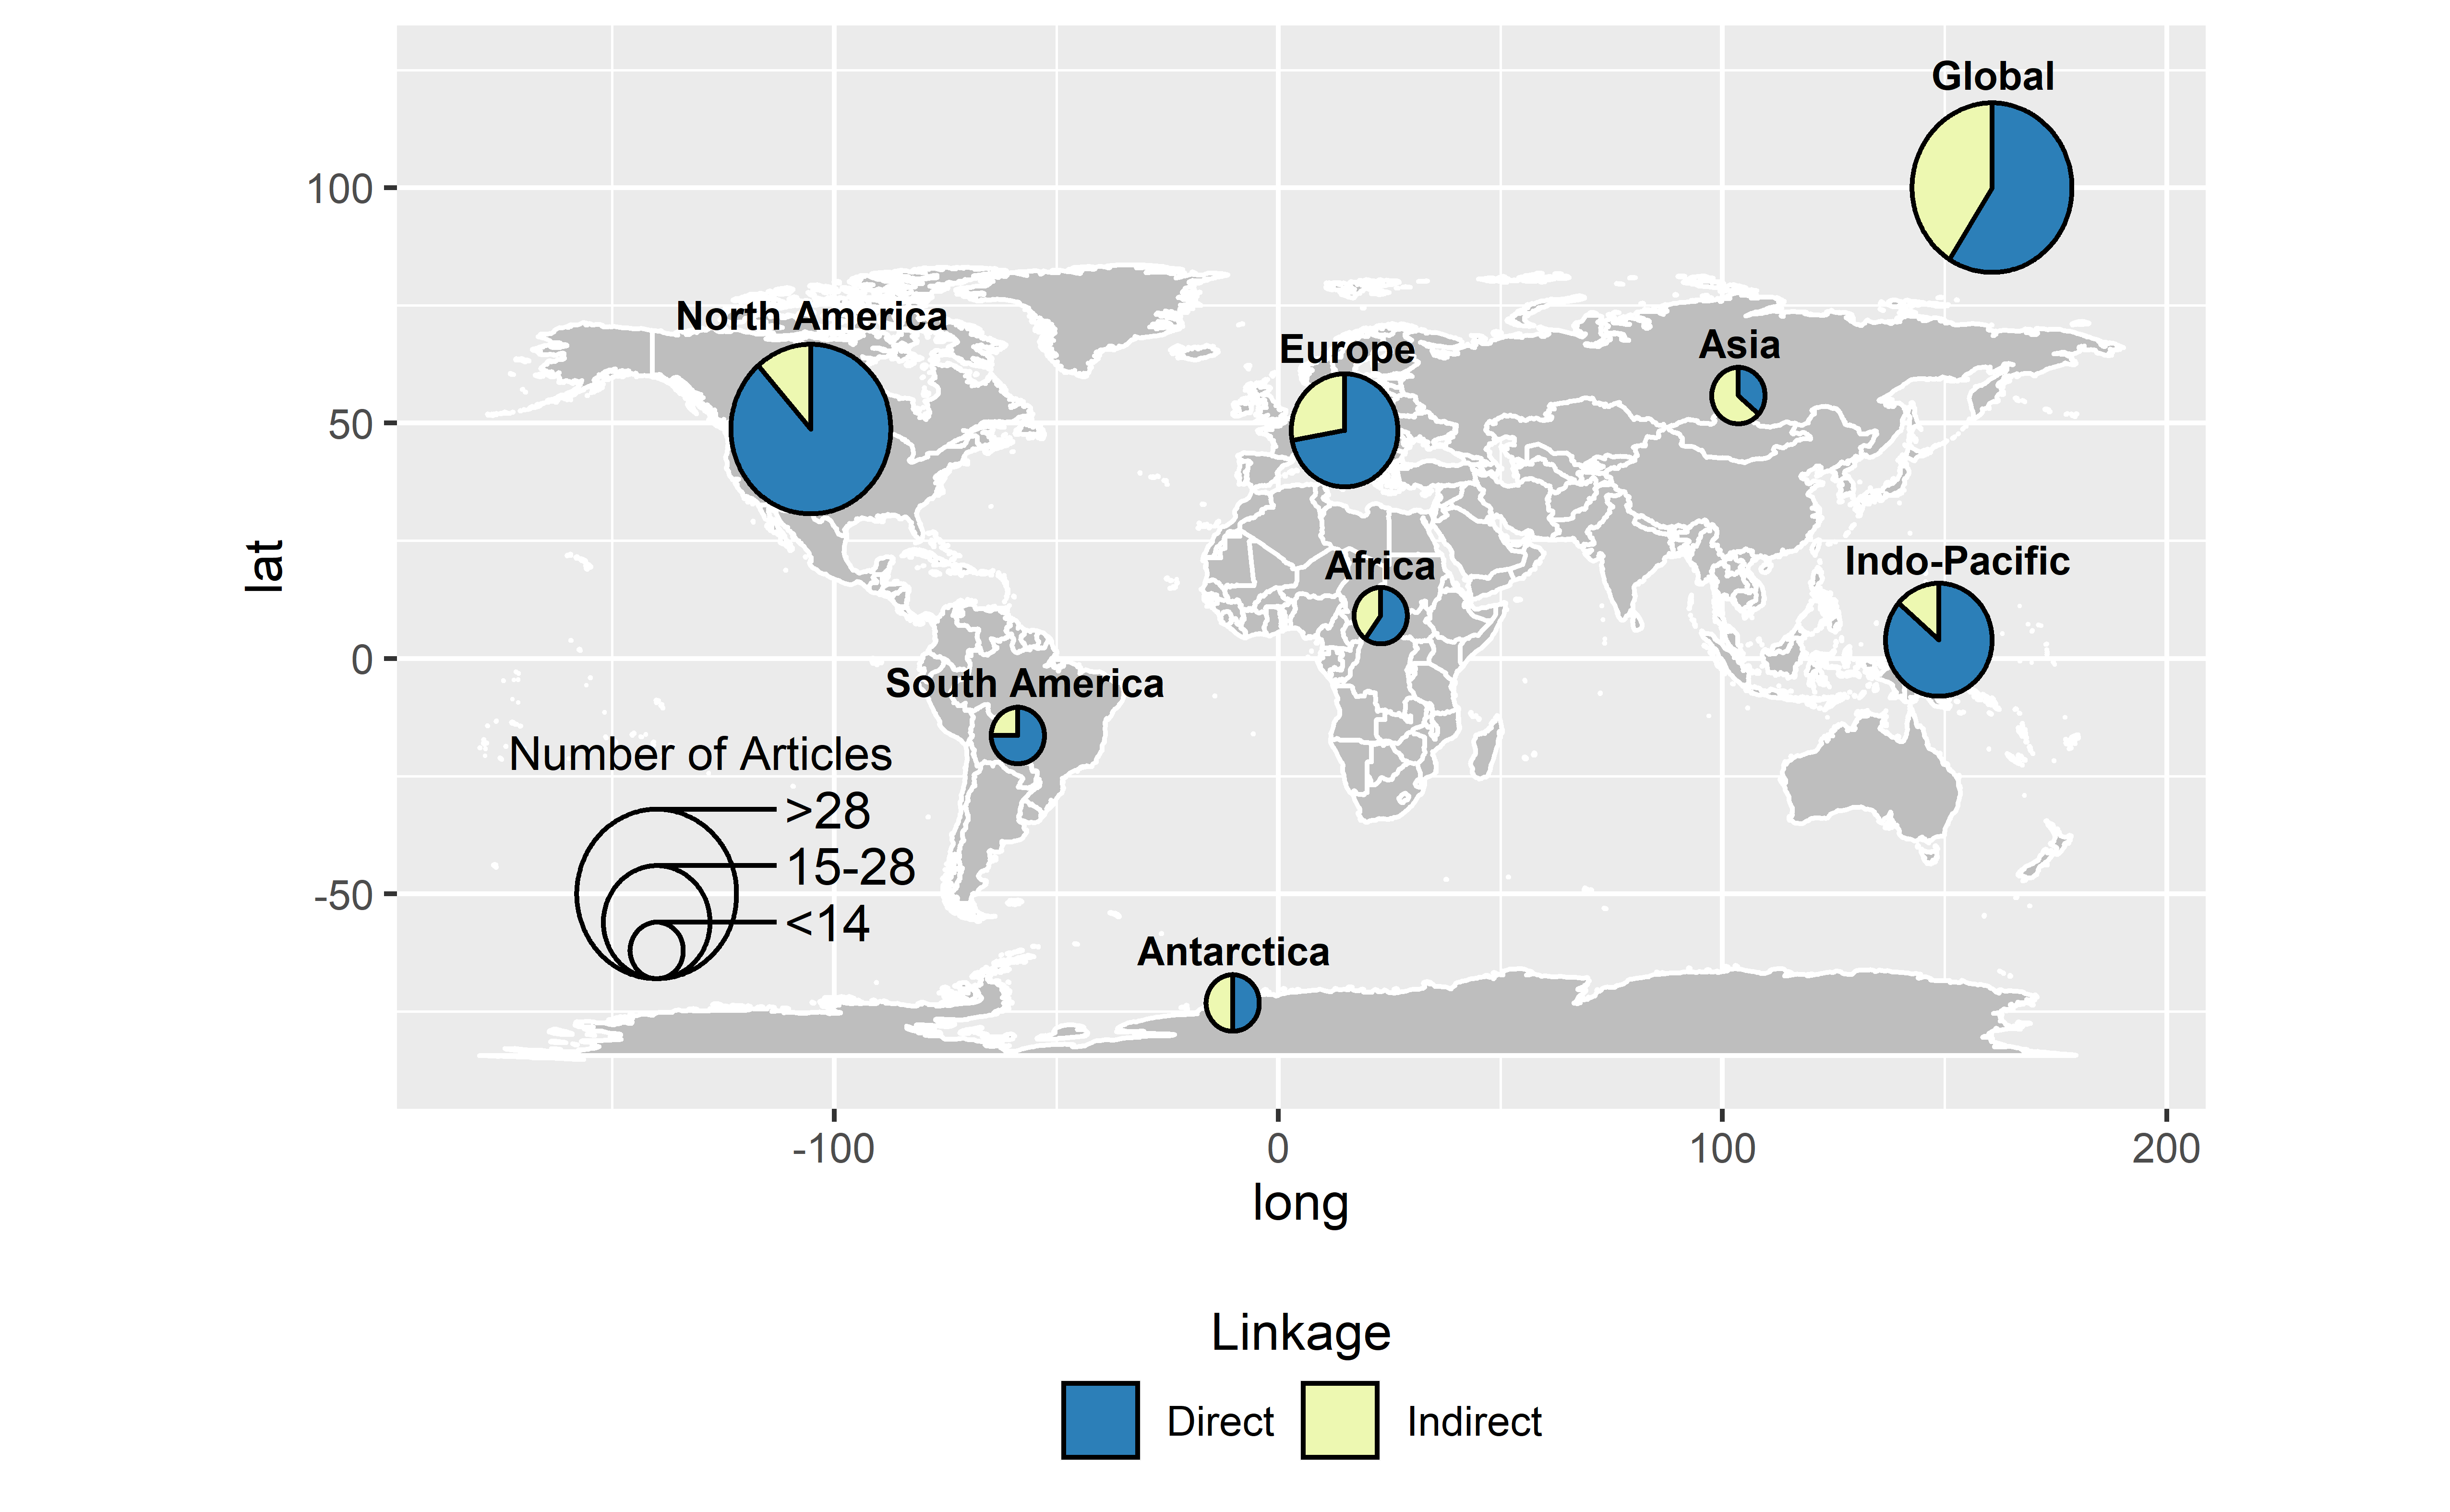 Global
100
North America
Europe
Asia
50
lat
Africa
Indo-Pacific
0
South America
Number of Articles
>28
15-28
<14
-50
Antarctica
-100
0
100
200
long
Linkage
Direct
Indirect